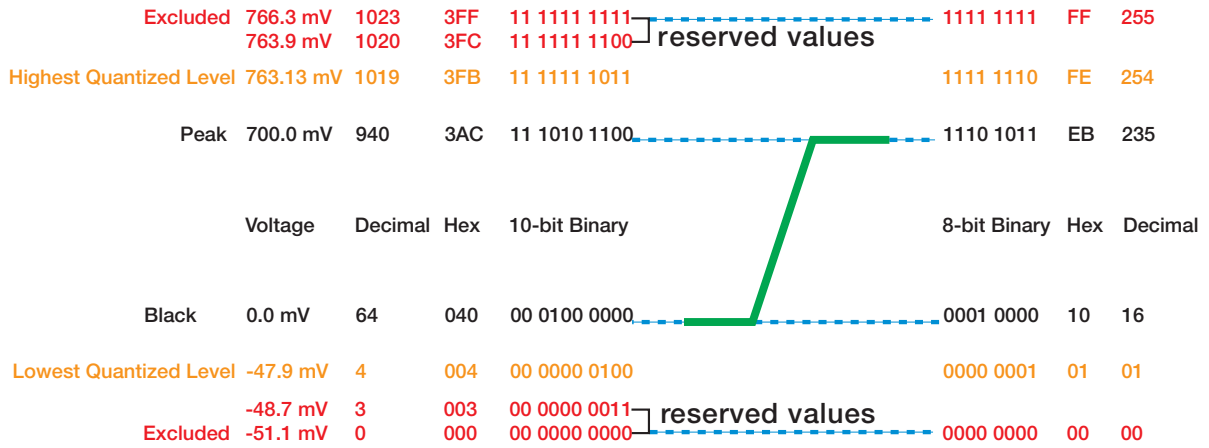 Excluded 766.3 mV 1023 3FF 11 1111 1111 1111 1111 FF 255
763.9 mV 1020 3FC 11 1111 1100 reserved values
Highest Quantized Level 763.13 mV 1019 3FB 11 1111 1011 1111 1110 FE 254
Peak 700.0 mV 940 3AC 11 1010 1100 1110 1011 EB 235
Voltage Decimal Hex 10-bit Binary 8-bit Binary Hex Decimal
Black 0.0 mV 64 040 00 0100 0000 0001 0000 10 16
Lowest Quantized Level -47.9 mV 4 004 00 0000 0100 0000 0001 01 01
-48.7 mV 3 003 00 0000 0011 reserved values
Excluded -51.1 mV 0 000 00 0000 0000 0000 0000 00 00